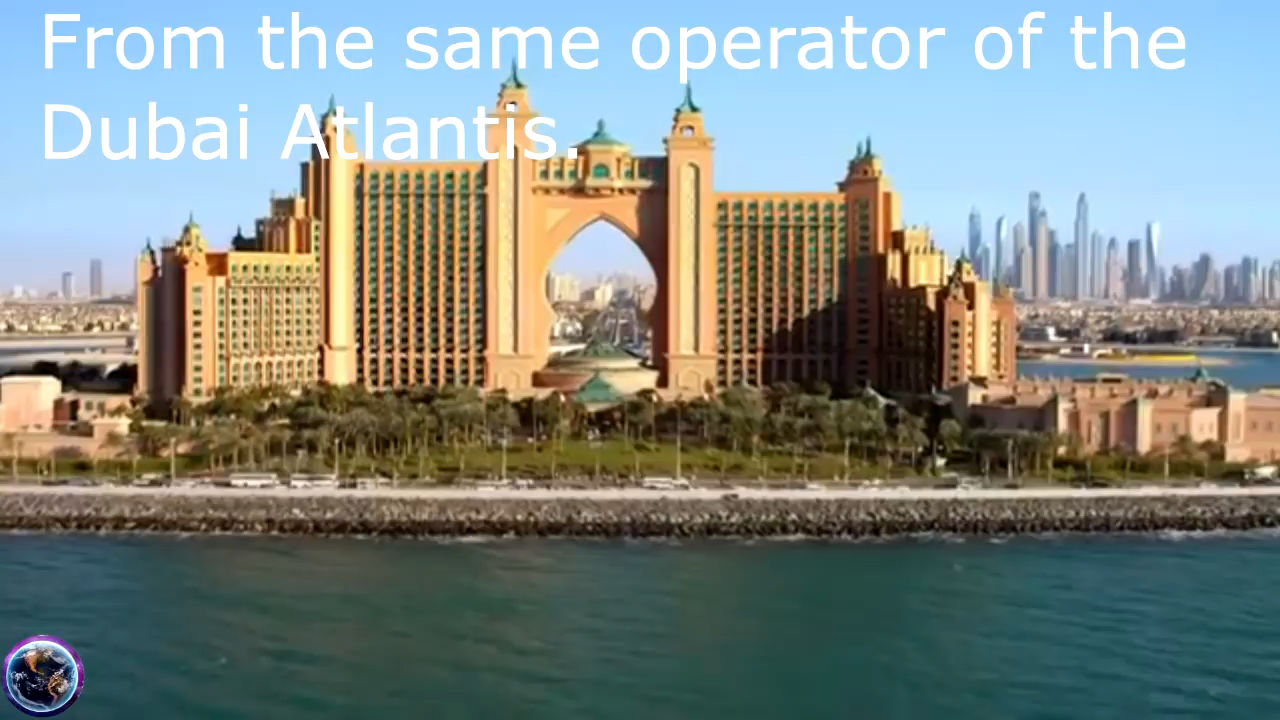 From the same operator of the
Dubai Atlantis.